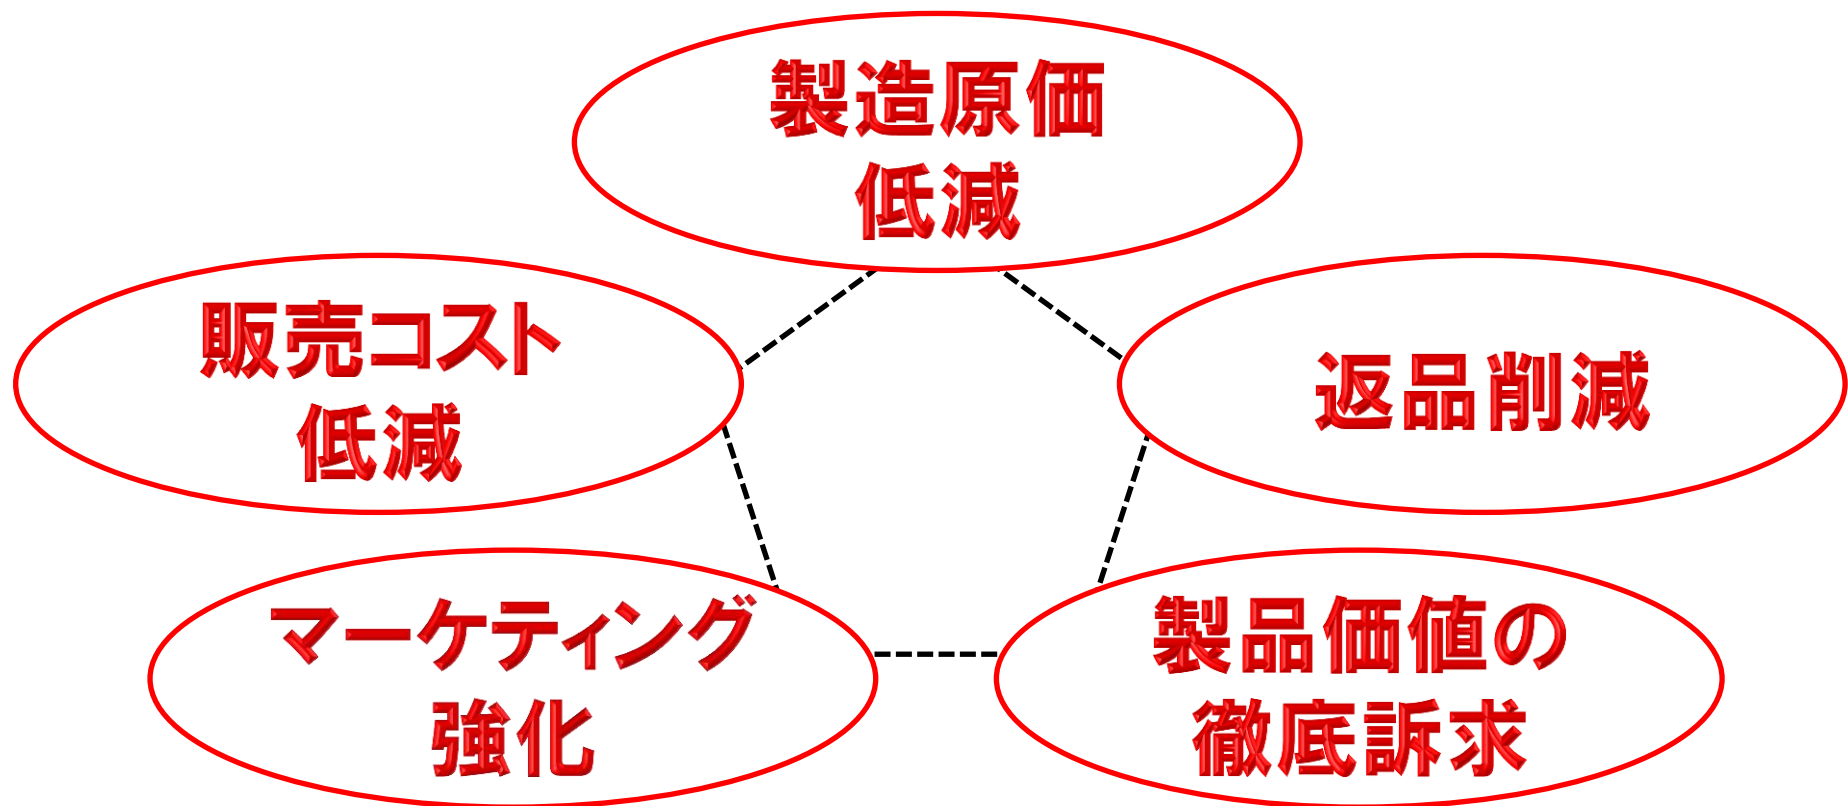 製造原価
低減
販売コスト
低減
返品削減
マーケティング
強化
製品価値の
徹底訴求